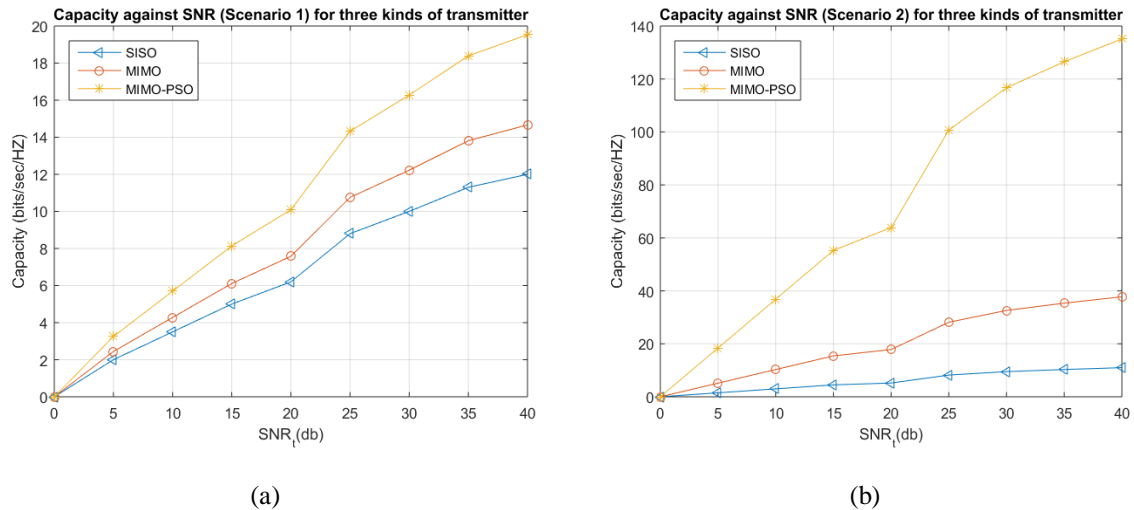 Capacity against SNR (Scenario 1) for three kinds of transmitter
20
18
16
14
12
10
8
6
4
2
0
Capacity (bits/sec/HZ)
SISO
MIMO
MIMO-PSO
0 5 10 15 20 25 30 35 40
SNR_t(db)
(a)
Capacity against SNR (Scenario 2) for three kinds of transmitter
140
120
100
80
60
40
20
0
Capacity (bits/sec/HZ)
SISO
MIMO
MIMO-PSO
0 5 10 15 20 25 30 35 40
SNR_t(db)
(b)